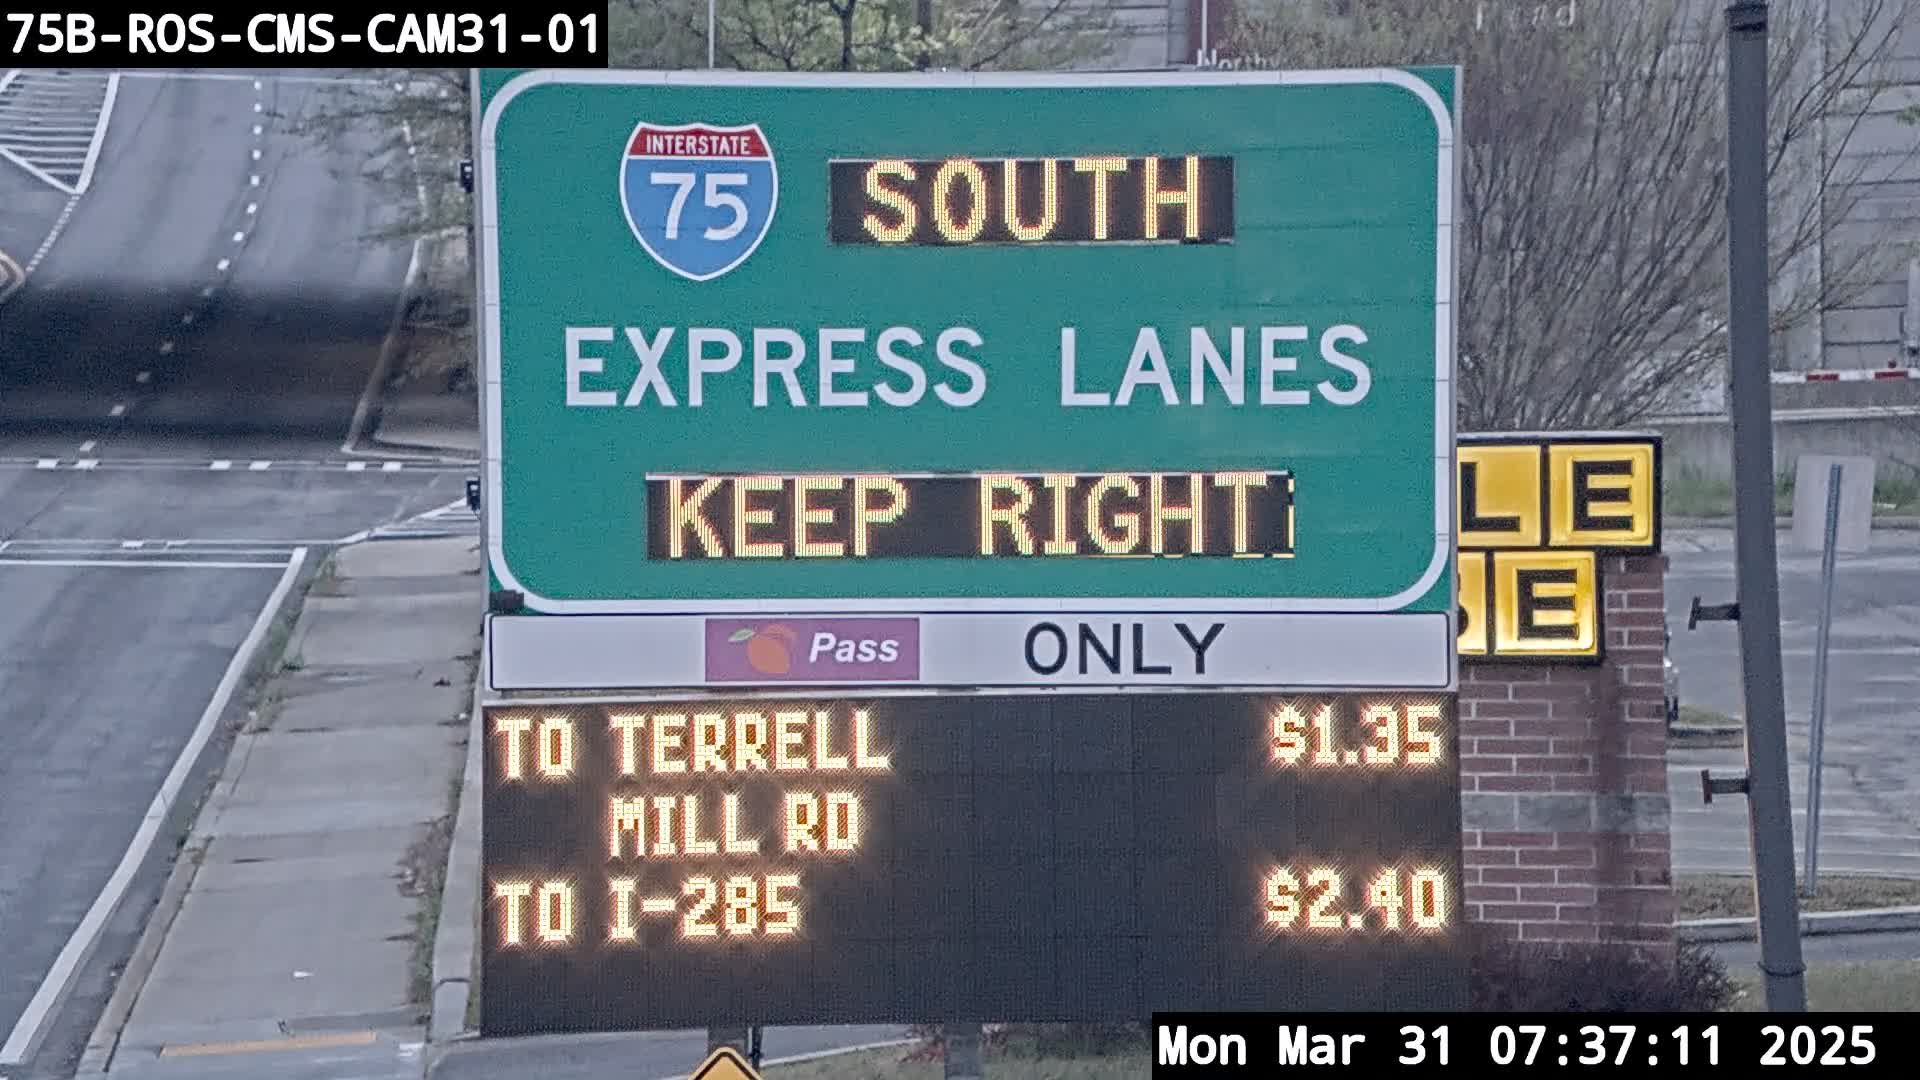 75B-ROS-CMS-CAM31-01
INTERSTATE
75
SOUTH
EXPRESS LANES
KEEP RIGHT
Pass ONLY
TO TERRELL $1.35
MILL RD
TO I-285 $2.40
LE
E
Mon Mar 31 07:37:11 2025